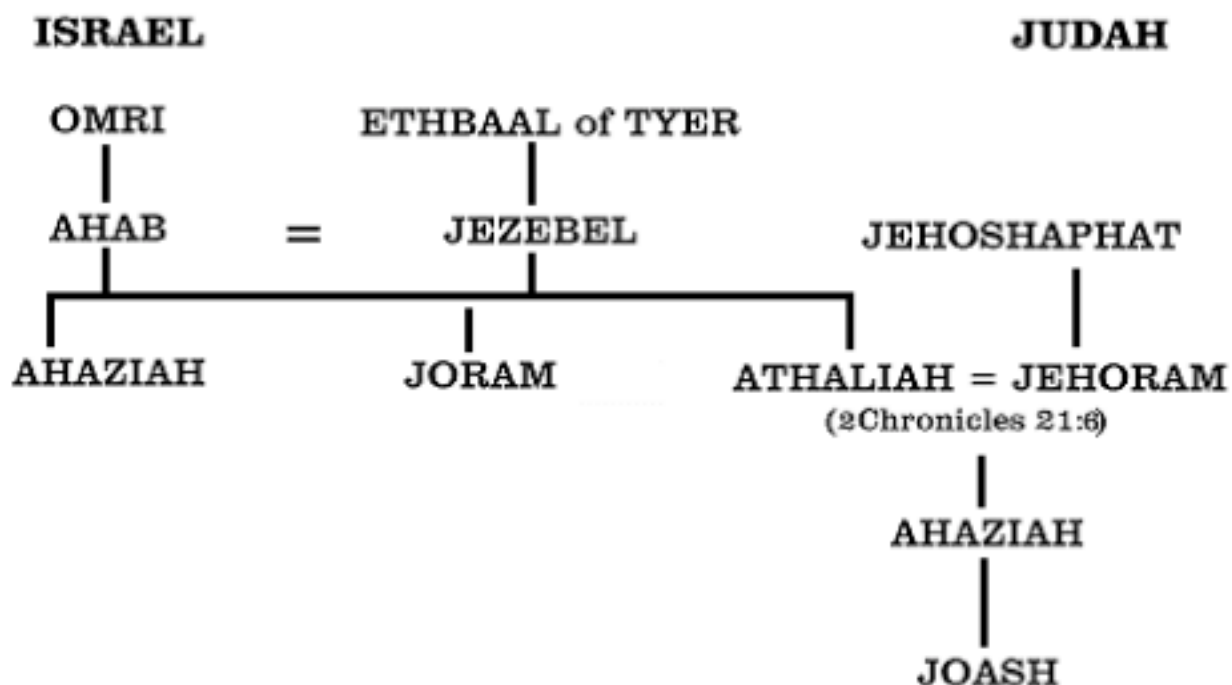 ISRAEL JUDAH
OMRI ETHBAAL of TYER
AHAB = JEZEBEL JEHOSHAPHAT
AHAZIAH JORAM ATHALIAH = JEHORAM
(2Chronicles 21:6)
AHAZIAH
JOASH